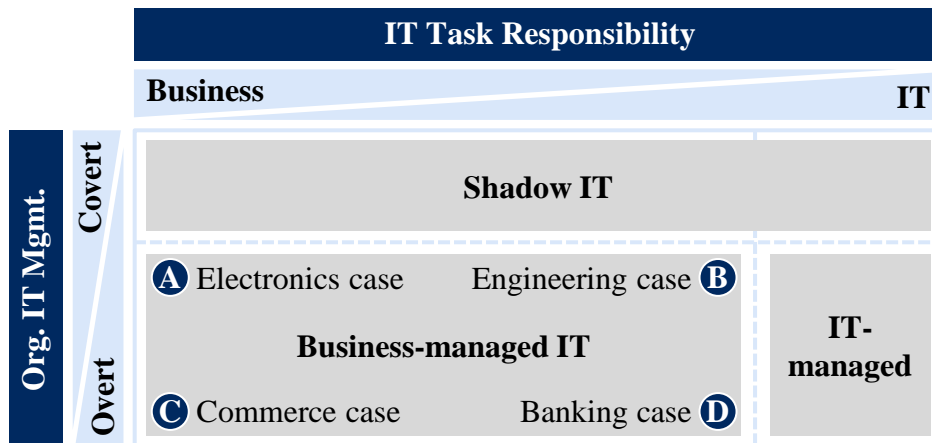 IT Task Responsibility
Business
IT
Org. IT Mgmt.
Covert
Overt
Shadow IT
A Electronics case
Engineering case B
Business-managed IT
C Commerce case
Banking case D
IT-
managed